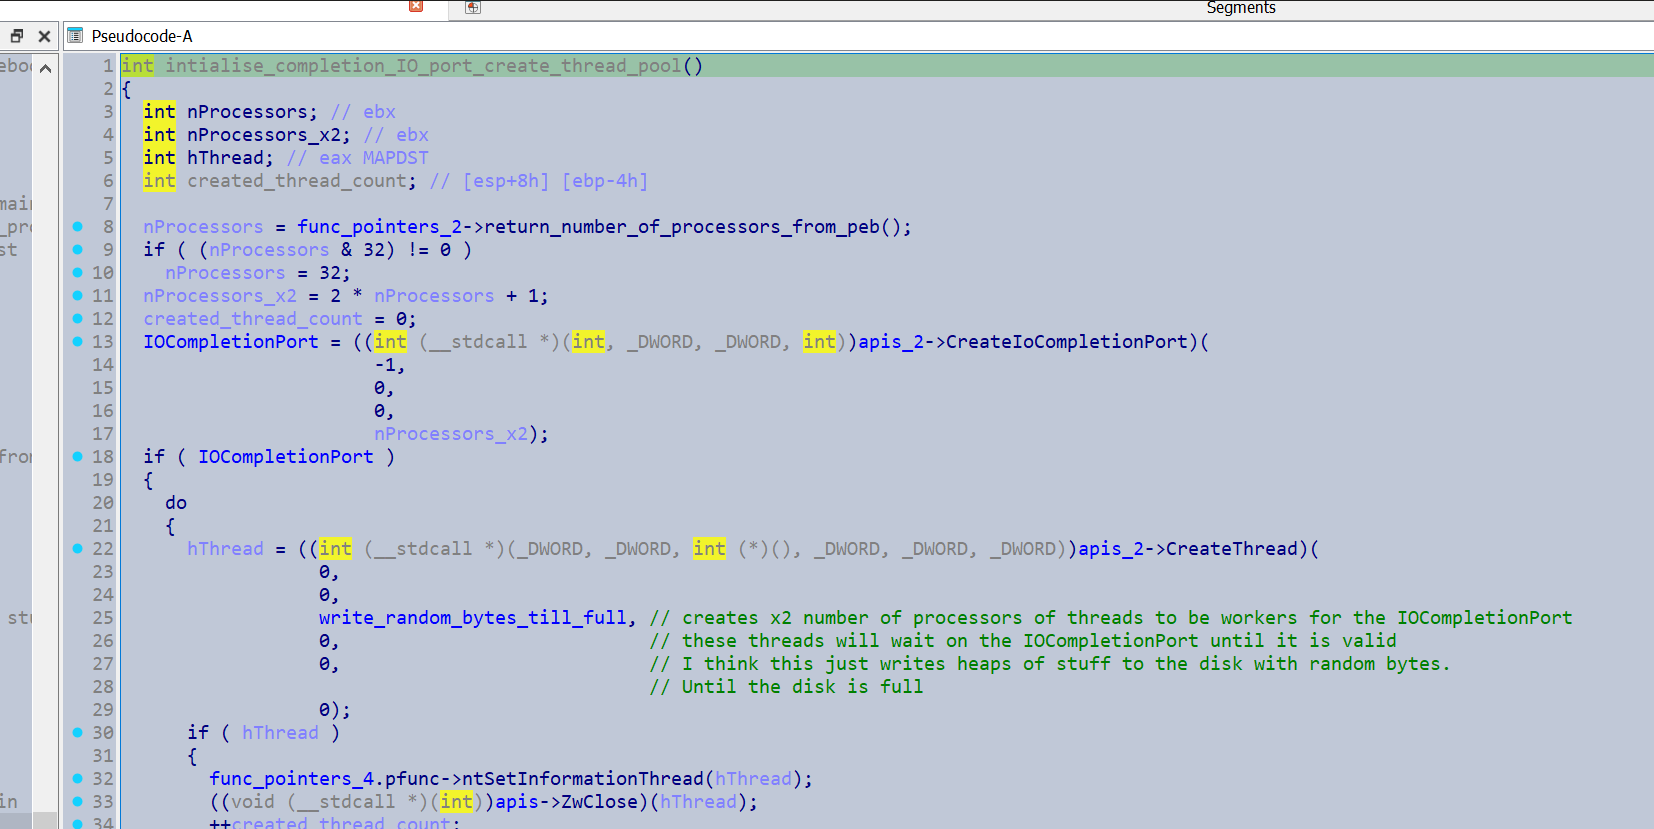 Segments
Pseudocode-A
1 int intialise_completion_IO_port_create_thread_pool()
2 {
3 int nProcessors; // ebx
4 int nProcessors_x2; // ebx
5 int hThread; // eax MAPDST
6 int created_thread_count; // [esp+8h] [ebp-4h]
7
8 nProcessors = func_pointers_2->return_number_of_processors_from_peb();
9 if ( (nProcessors & 32) != 0 )
10 nProcessors = 32;
11 nProcessors_x2 = 2 * nProcessors + 1;
12 created_thread_count = 0;
13 IOCompletionPort = ((int (__stdcall *)(int, _DWORD, _DWORD, int))apis_2->CreateIoCompletionPort)(
14 -1,
15 0,
16 0,
17 nProcessors_x2);
18 if ( IOCompletionPort )
19 {
20 do
21 {
22 hThread = ((int (__stdcall *)(_DWORD, _DWORD, int (*)(), _DWORD, _DWORD, _DWORD))apis_2->CreateThread)(
23 0,
24 0,
25 write_random_bytes_till_full, // creates x2 number of processors of threads to be workers for the IOCompletionPort
26 0, // these threads will wait on the IOCompletionPort until it is valid
27 0, // I think this just writes heaps of stuff to the disk with random bytes.
28 // Until the disk is full
29 0);
30 if ( hThread )
31 {
32 func_pointers_4.pfunc->ntSetInformationThread(hThread);
33 ((void (__stdcall *)(int))apis->ZwClose)(hThread);
34 ++created_thread_count;